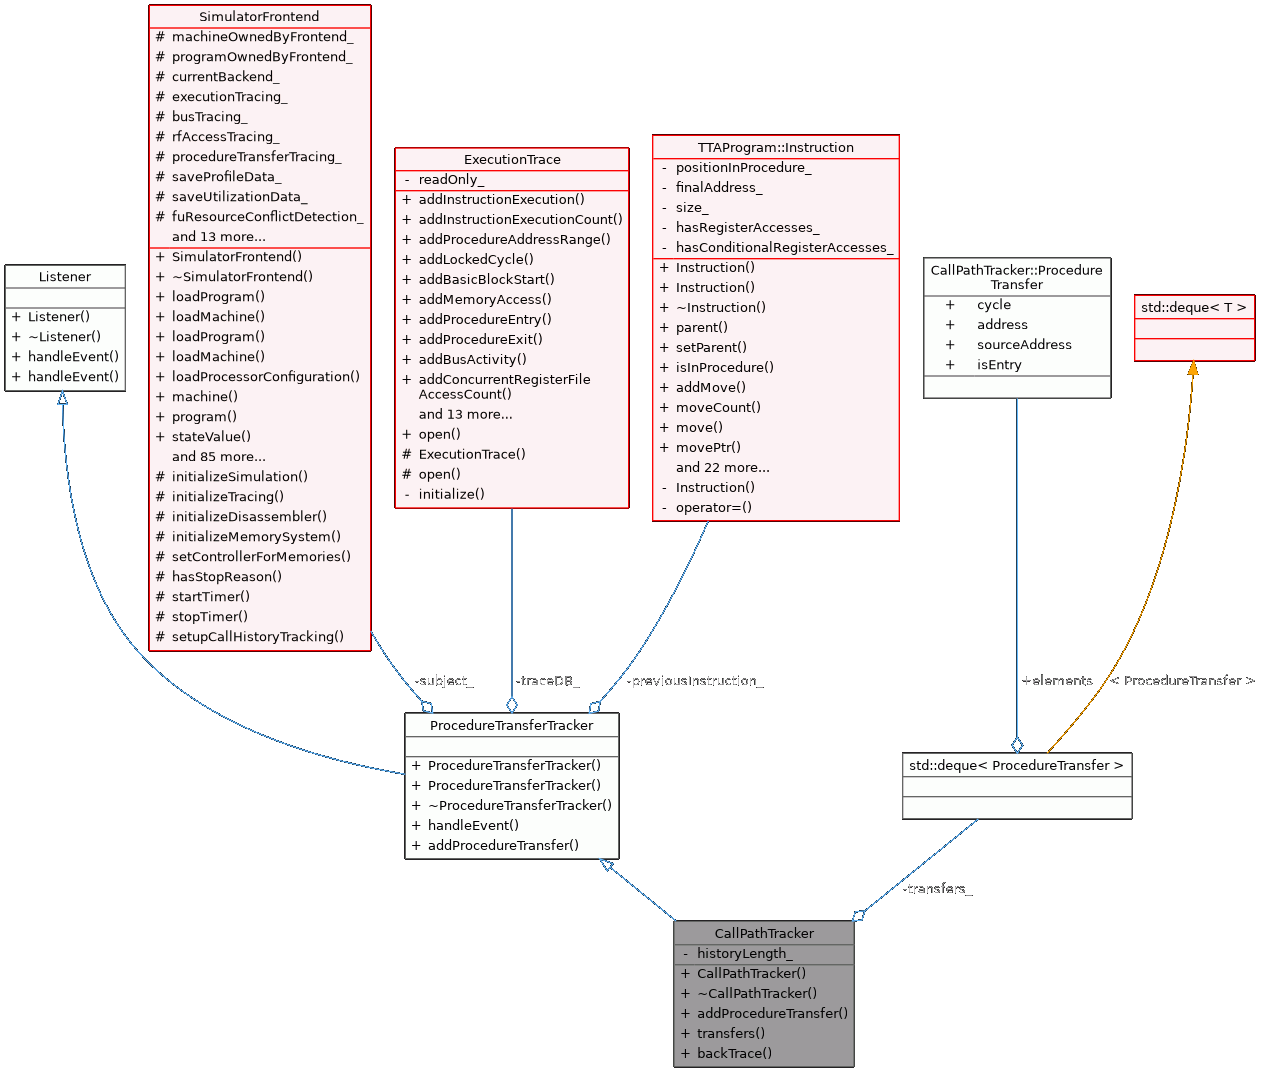 SimulatorFrontend
# machineOwnedByFrontend_
# programOwnedByFrontend_
# currentBackend_
# executionTracing_
# busTracing_
# rfAccessTracing_
# procedureTransferTracing_
# saveProfileData_
# saveUtilizationData_
# fuResourceConflictDetection_
and 13 more...
+ SimulatorFrontend()
+ ~SimulatorFrontend()
+ loadProgram()
+ loadMachine()
+ loadProgram()
+ loadMachine()
+ loadProcessorConfiguration()
+ machine()
+ program()
+ stateValue()
and 85 more...
# initializeSimulation()
# initializeTracing()
# initializeDisassembler()
# initializeMemorySystem()
# setControllerForMemories()
# hasStopReason()
# startTimer()
# stopTimer()
# setupCallHistoryTracking()
ExecutionTrace
- readOnly_
+ addInstructionExecution()
+ addInstructionExecutionCount()
+ addProcedureAddressRange()
+ addLockedCycle()
+ addBasicBlockStart()
+ addMemoryAccess()
+ addProcedureEntry()
+ addProcedureExit()
+ addBusActivity()
+ addConcurrentRegisterFile
AccessCount()
and 13 more...
+ open()
# ExecutionTrace()
# open()
- initialize()
TTAProgram::Instruction
- positionInProcedure_
- finalAddress_
- size_
- hasRegisterAccesses_
- hasConditionalRegisterAccesses_
+ Instruction()
+ Instruction()
+ ~Instruction()
+ parent()
+ setParent()
+ isInProcedure()
+ addMove()
+ moveCount()
+ move()
+ movePtr()
and 22 more...
- Instruction()
- operator=()
Listener
+ Listener()
+ ~Listener()
+ handleEvent()
+ handleEvent()
CallPathTracker::Procedure
Transfer
+ cycle
+ address
+ sourceAddress
+ isEntry
std::deque< T >
-subject_
-traceDB_
-previousInstruction_
+elements
< ProcedureTransfer >
ProcedureTransferTracker
+ ProcedureTransferTracker()
+ ProcedureTransferTracker()
+ ~ProcedureTransferTracker()
+ handleEvent()
+ addProcedureTransfer()
std::deque< ProcedureTransfer >
-transfers_
CallPathTracker
- historyLength_
+ CallPathTracker()
+ ~CallPathTracker()
+ addProcedureTransfer()
+ transfers()
+ backTrace()